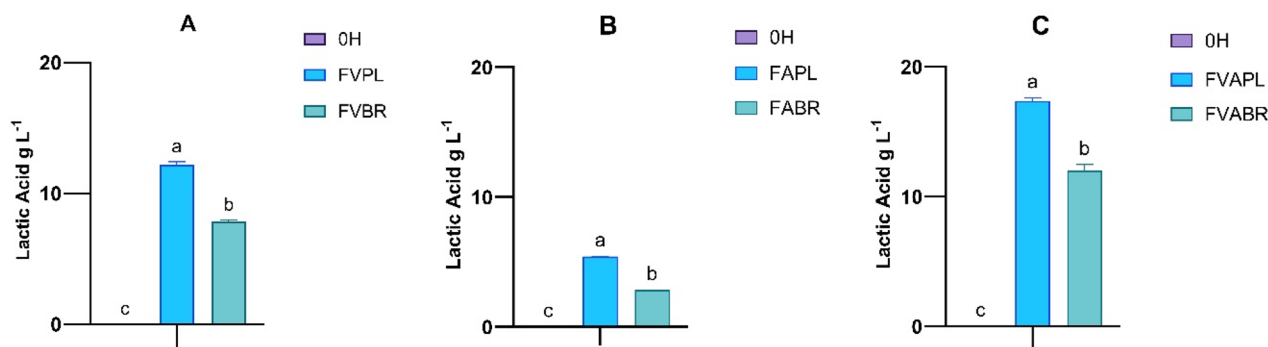 A
0H
FVPL
FVBR
20
10
0
Lactic Acid g L⁻¹
a
b
c
B
0H
FAPL
FABR
20
10
0
Lactic Acid g L⁻¹
a
b
c
C
0H
FVAPL
FVABR
20
10
0
Lactic Acid g L⁻¹
a
b
c